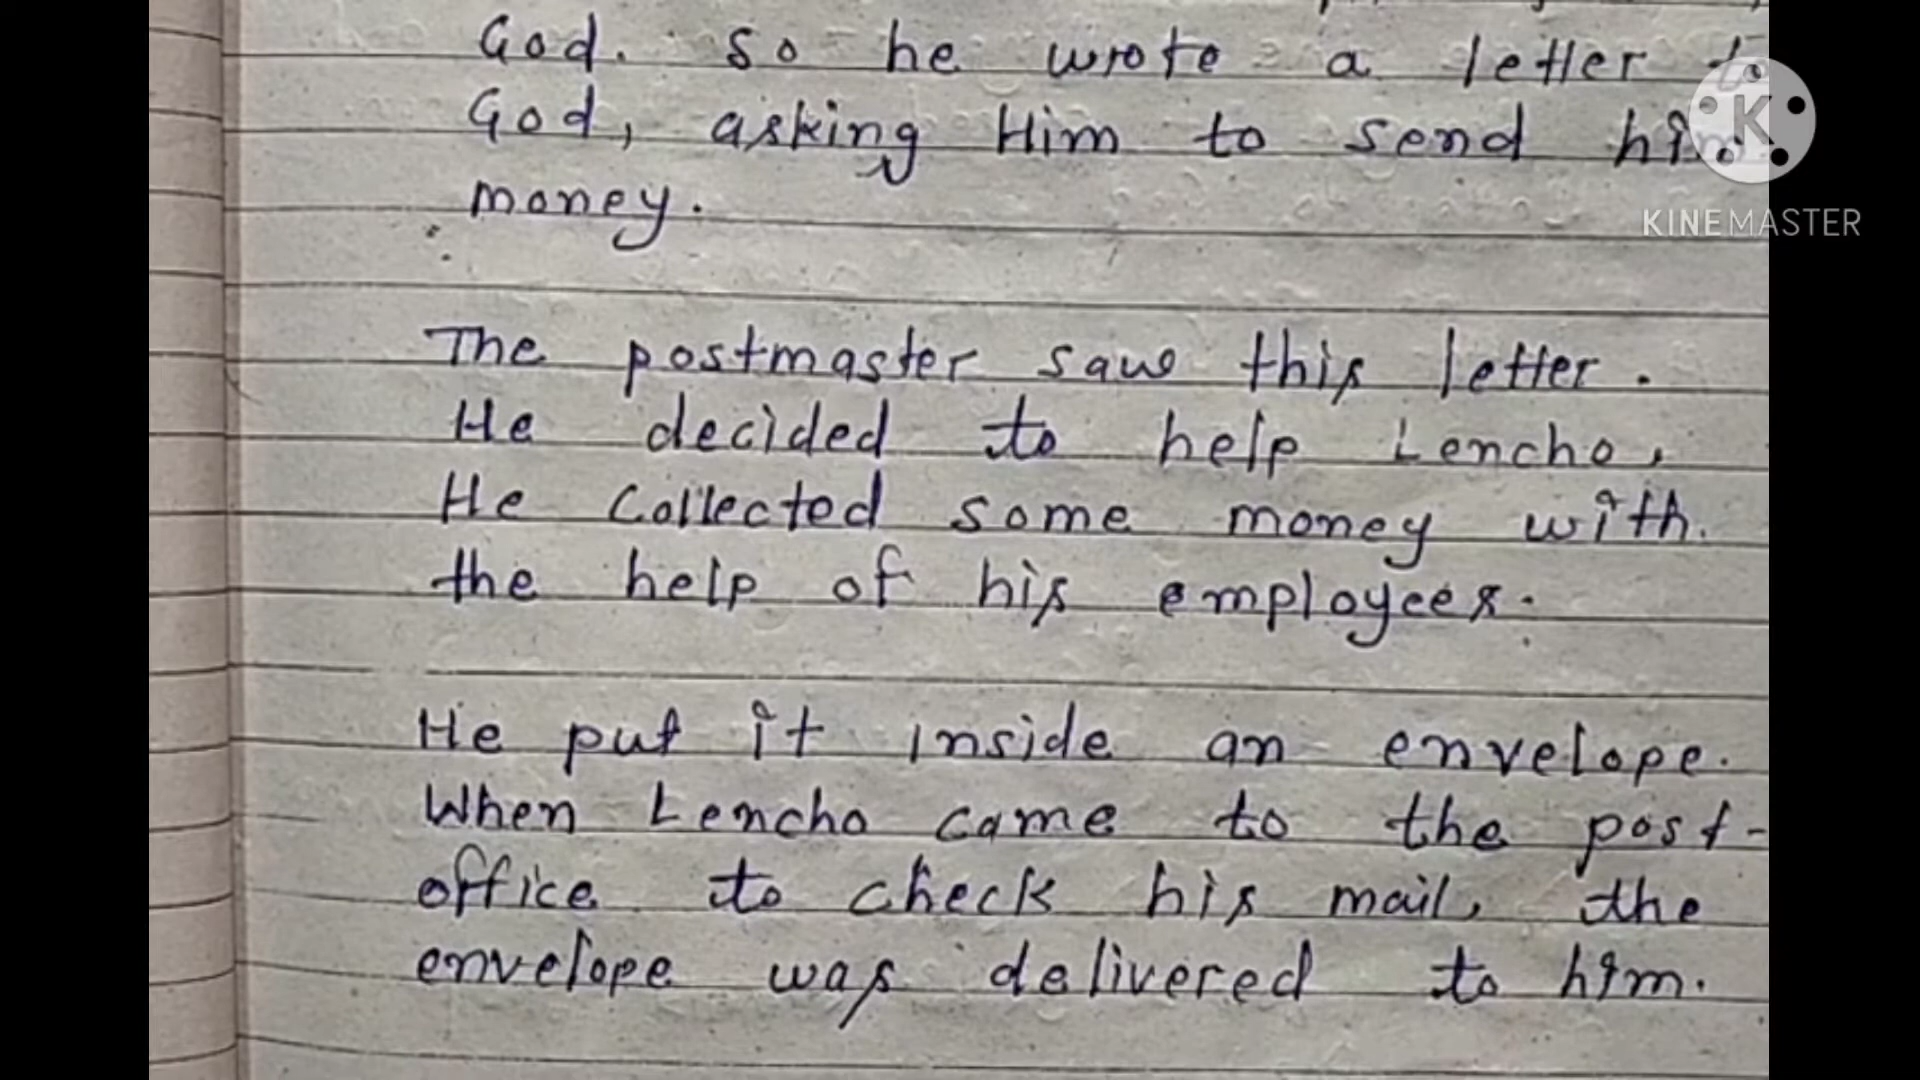 God. So he wrote a letter to
God, asking Him to send him
money.
The postmaster saw this letter.
He decided to help Lencho,
He collected some money with.
the help of his employees.
He put it inside an envelope.
When Lencho came to the post-
office to check his mail, the
envelope was delivered to him.
K
KINEMASTER